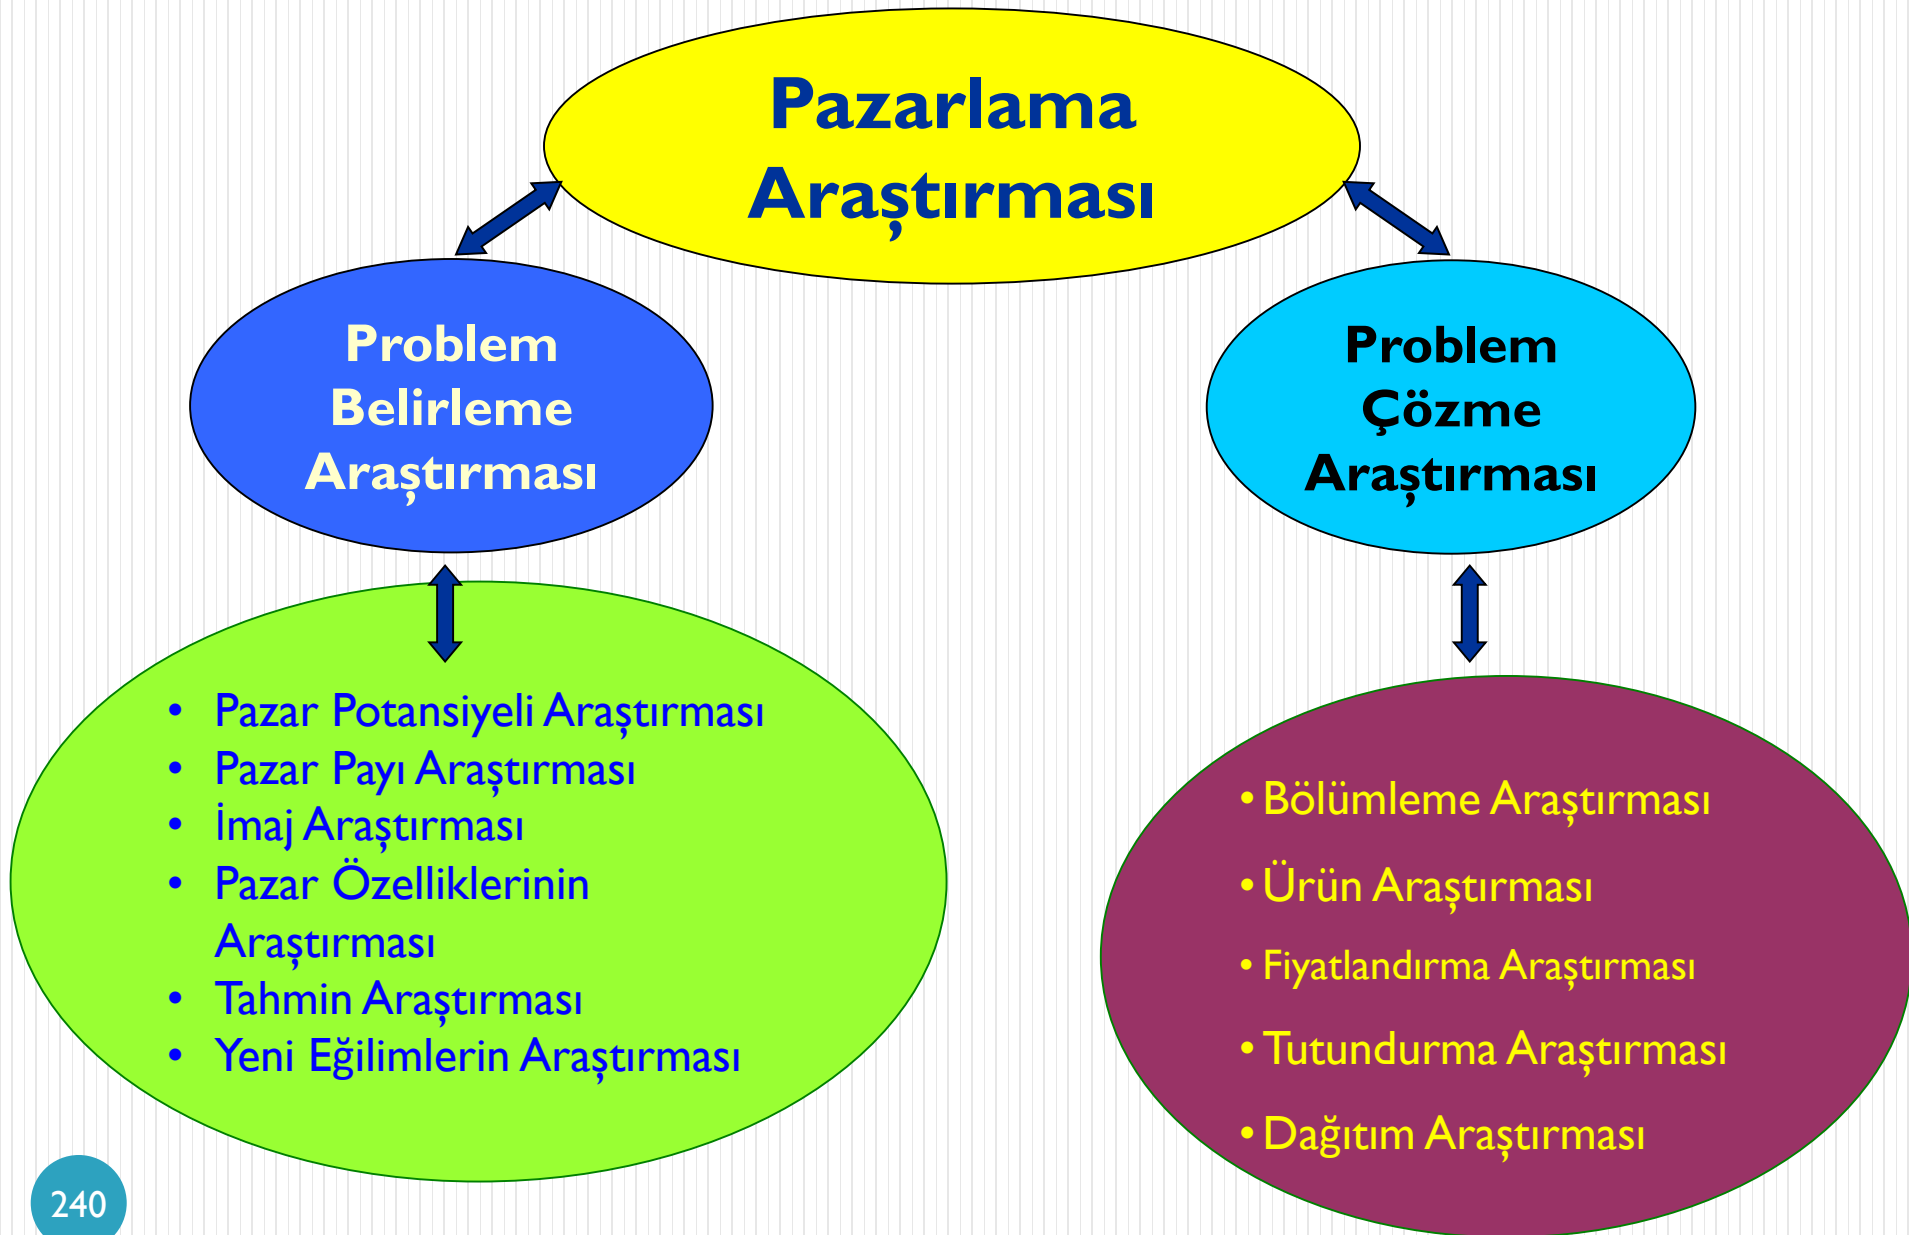 Pazarlama
Araştırması
Problem
Belirleme
Araştırması
Problem
Çözme
Araştırması
• Pazar Potansiyeli Araştırması
• Pazar Payı Araştırması
• İmaj Araştırması
• Pazar Özelliklerinin
Araştırması
• Tahmin Araştırması
• Yeni Eğilimlerin Araştırması
• Bölümleme Araştırması
• Ürün Araştırması
• Fiyatlandırma Araştırması
• Tutundurma Araştırması
• Dağıtım Araştırması
240